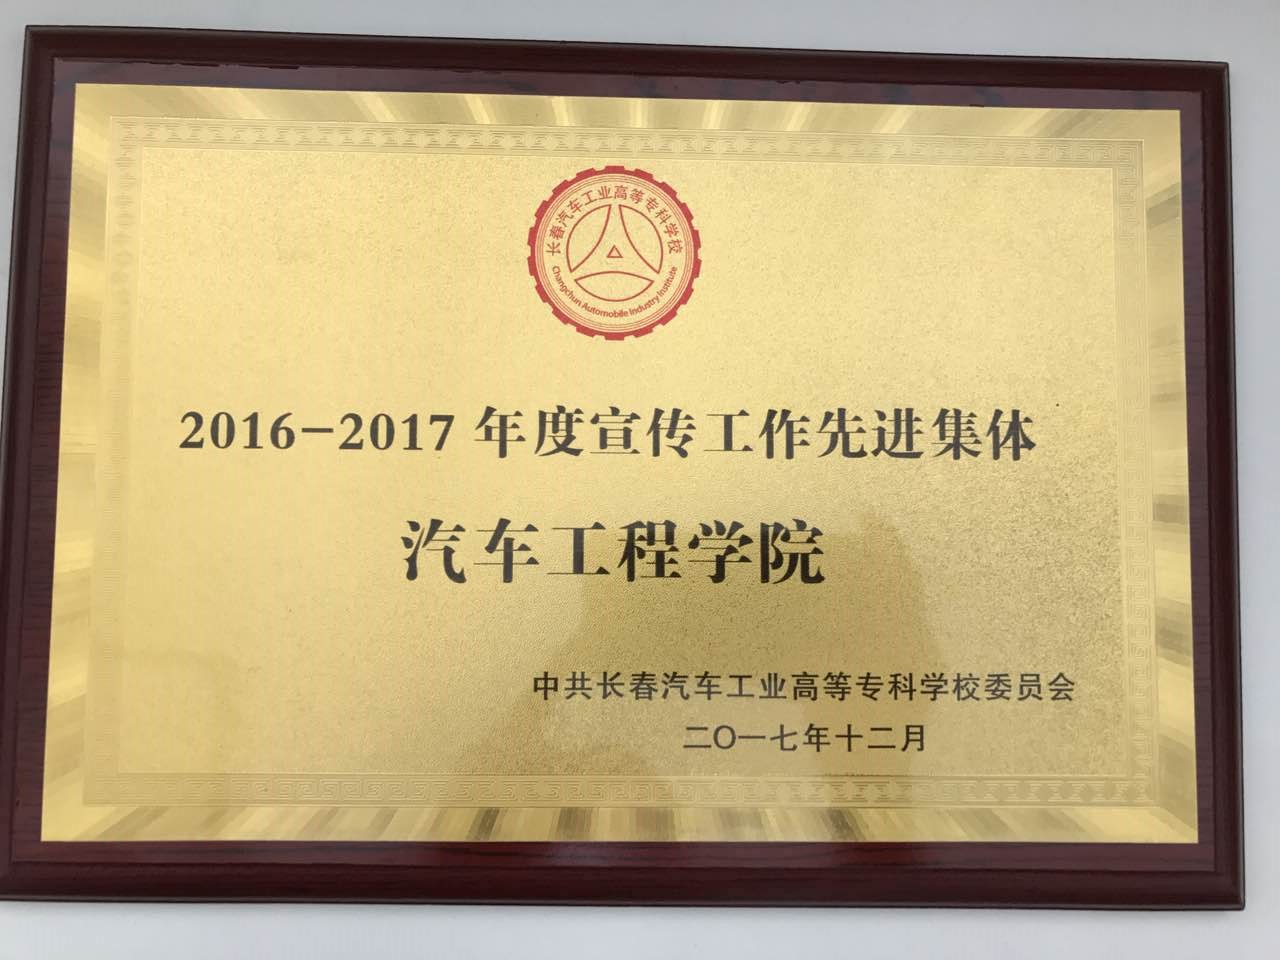 长春汽车工业高等专科学校
Changchun Automobile Industry Institute
2016-2017 年度宣传工作先进集体
汽车工程学院
中共长春汽车工业高等专科学校委员会
二〇一七年十二月